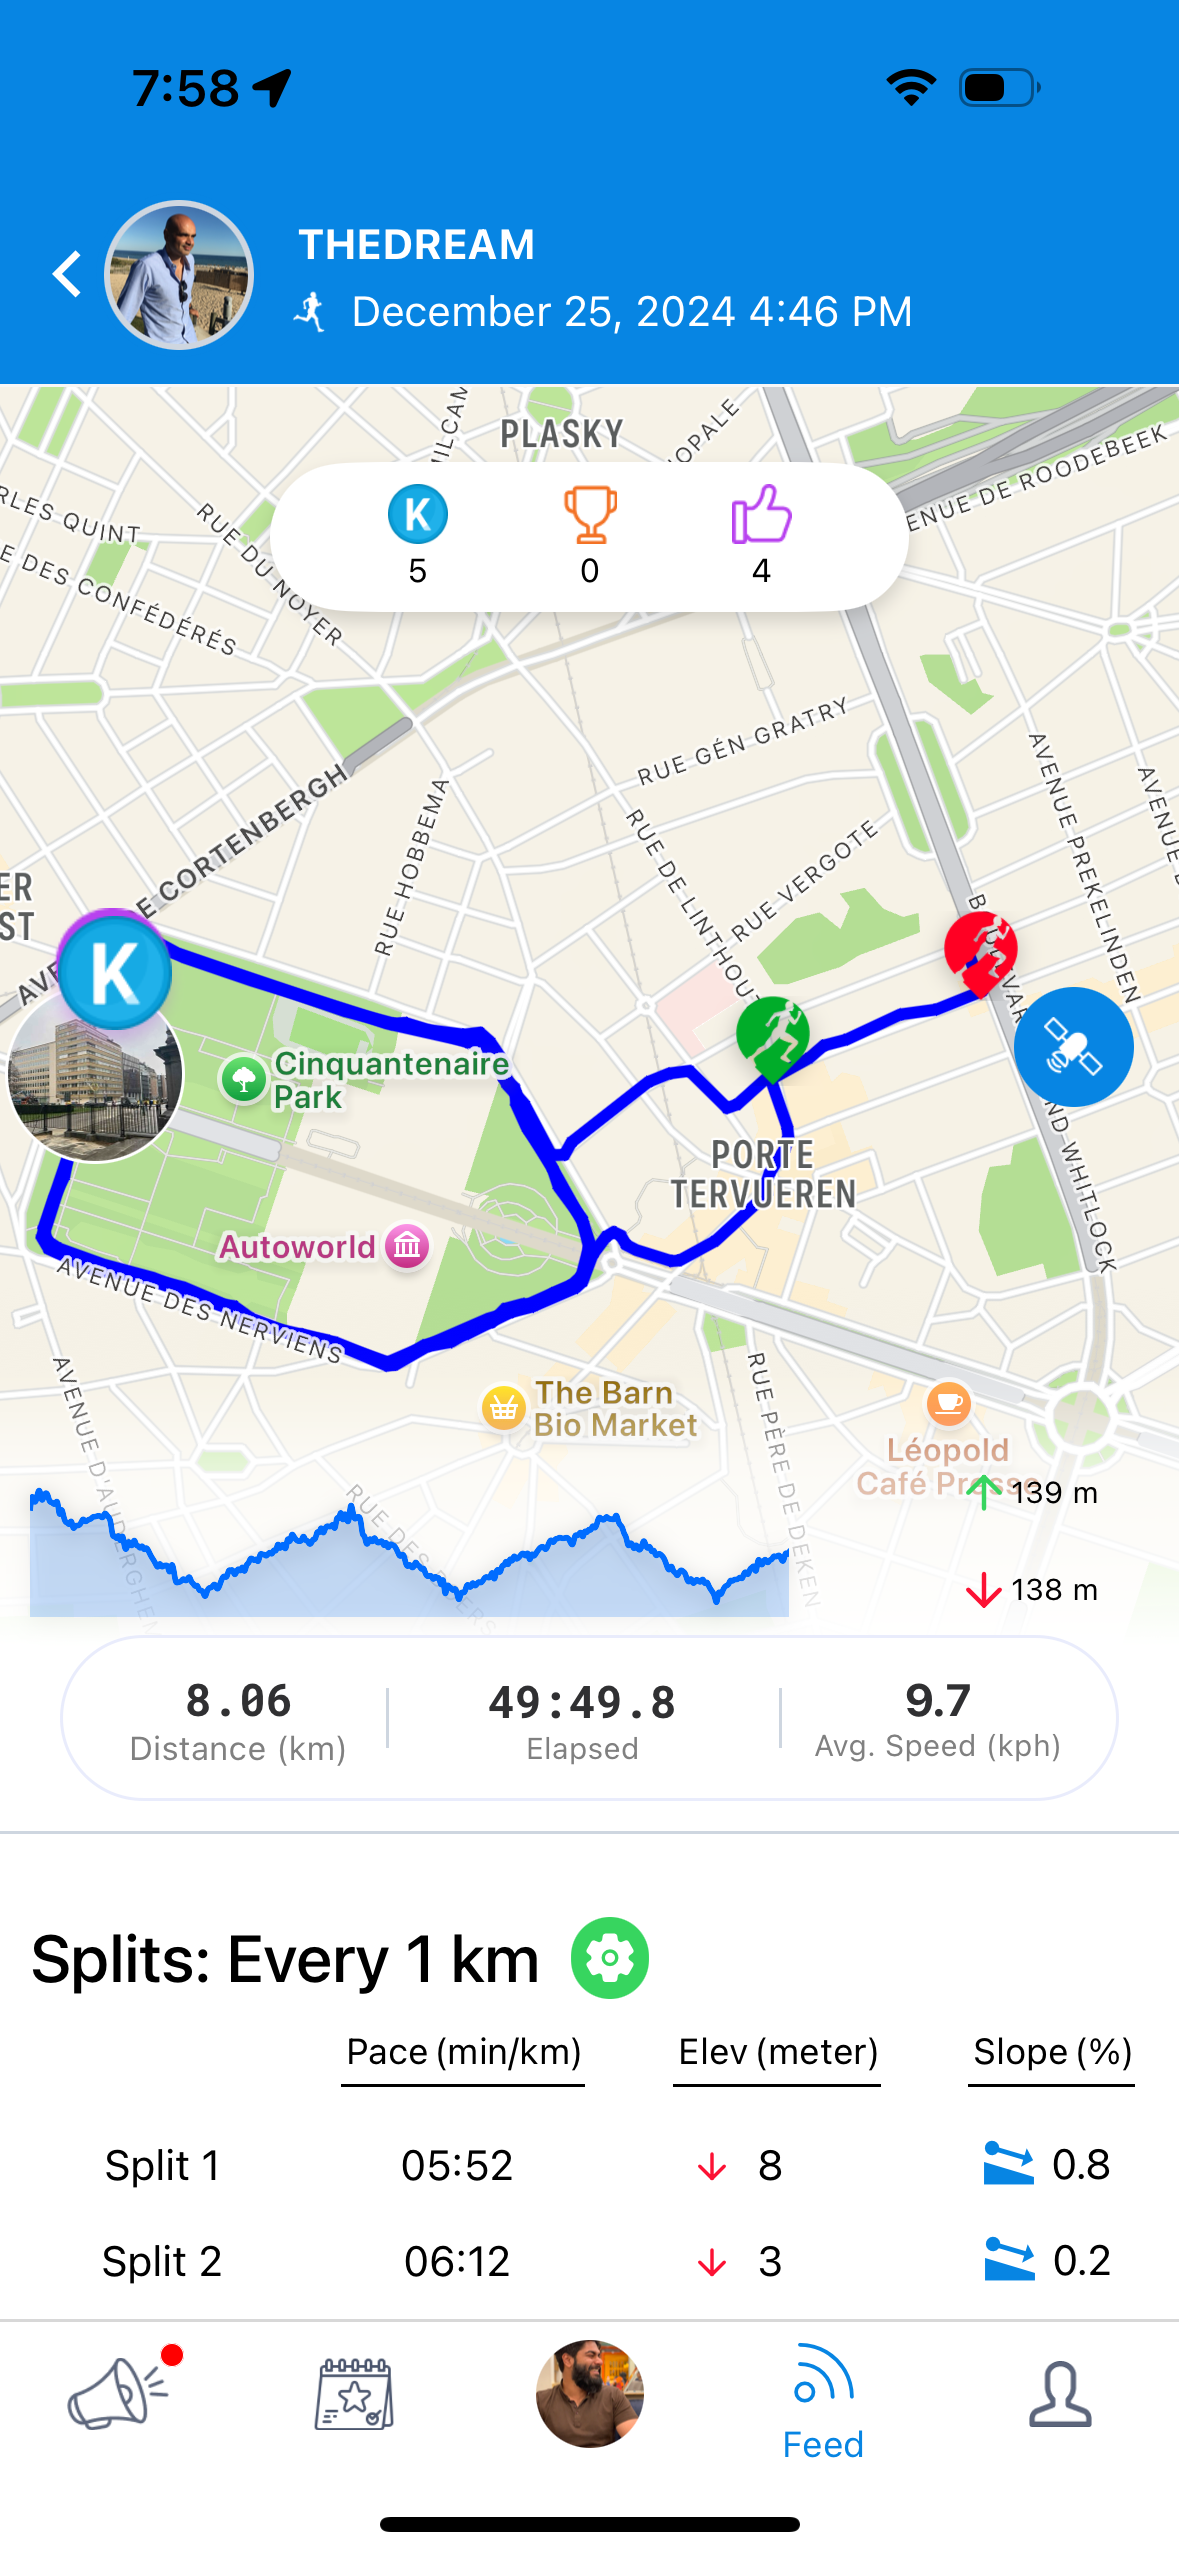 7:58
THEDREAM
December 25, 2024 4:46 PM
PLASKY
K
5
0
4
RUE DU NOYER
ENUE DE ROODEBEEK
RLES QUINT
E DES CONFÉDÉRÉS
RUE GÉN GRATRY
AVENUE PREKELINDEN
E CORTENBERGH
RUE HOBBEMA
RUE DE LINTHOUT
RUE VERGOTE
K
Cinquantenaire
Park
PORTE
TERVUEREN
Autoworld
AVENUE DES NERVIENS
The Barn
Bio Market
Léopold
Café Presse
RUE PÈRE DE DEKEN
139 m
138 m
8.06
Distance (km)
49:49.8
Elapsed
9.7
Avg. Speed (kph)
Splits: Every 1 km
Pace (min/km) Elev (meter) Slope (%)
Split 1 05:52 8 0.8
Split 2 06:12 3 0.2
Feed